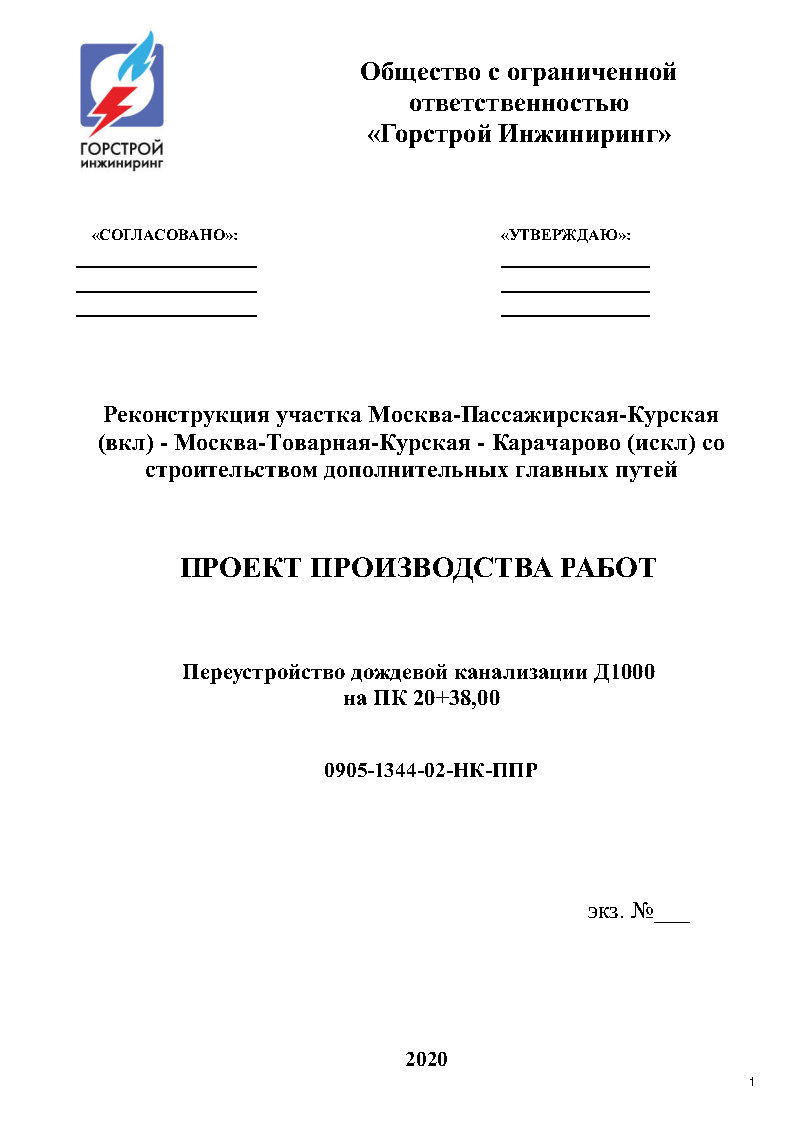 ГОРСТРОЙ
инжиниринг
Общество с ограниченной
ответственностью
«Горстрой Инжиниринг»
«СОГЛАСОВАНО»:
«УТВЕРЖДАЮ»:
Реконструкция участка Москва-Пассажирская-Курская
(вкл) - Москва-Товарная-Курская - Карачарово (искл) со
строительством дополнительных главных путей
ПРОЕКТ ПРОИЗВОДСТВА РАБОТ
Переустройство дождевой канализации Д1000
на ПК 20+38,00
0905-1344-02-НК-ППР
экз. №___
2020
1